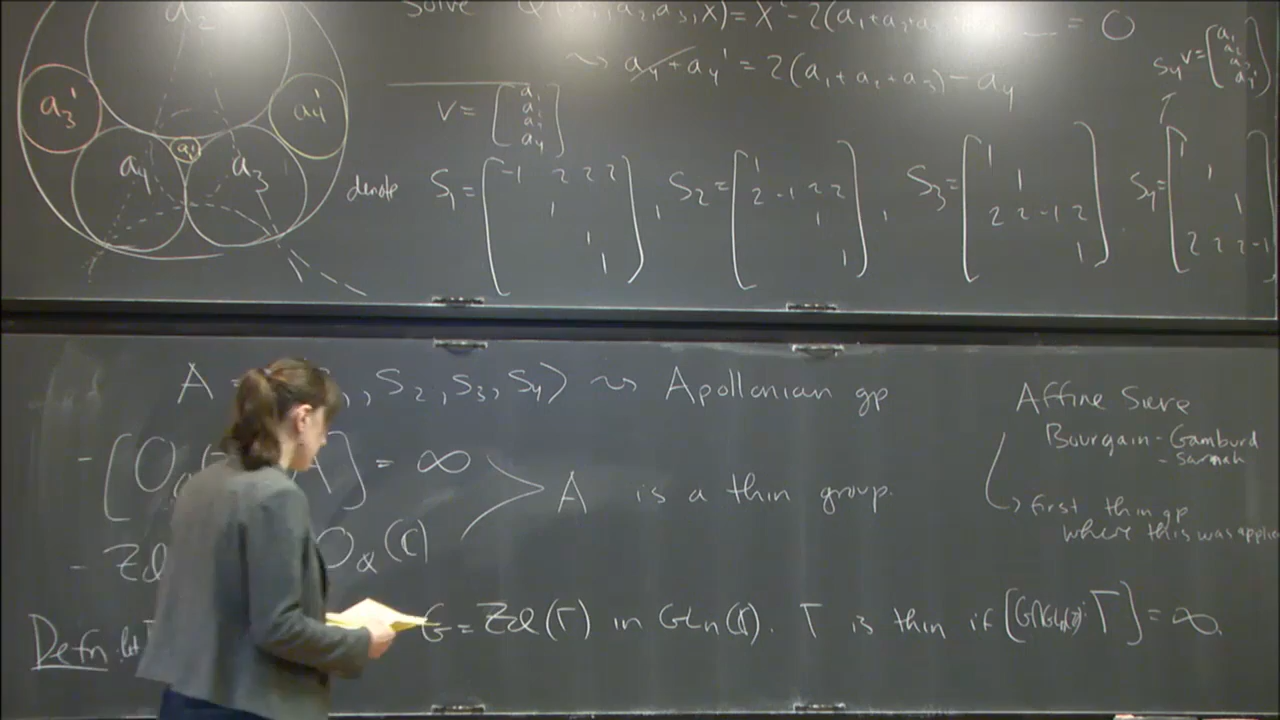 a₂
a₃'
a₄'
a₄
a₃
Solve Q(a₁,a₂,a₃,x)=x²-2(a₁+a₂+a₃ = 0
⇝ a₄+a₄' = 2(a₁+a₂+a₃)-a₄
V= [a₁ a₂ a₃ a₄]
S₄V= [a₁ a₂ a₃ a₄']
denote S₁= [-1 2 2 2
1
1
1],
S₂= [1
2 -1 2 2
1
1],
S₃= [1
1
2 2 -1 2
1],
S₄= [1
1
1
2 2 2 -1]
A = , S₂, S₃, S₄⟩ ⇝ Apollonian gp
- [O : A] = ∞
- Zcl O_Q(ℂ)
> A is a thin group.
Affine Sieve
Bourgain-Gamburd
-Sarnak
→ first thin gp
where this was applie
Defn: let G = Zcl(Γ) in GLₙ(ℂ). Γ is thin if [G∩GLₙ(ℤ): Γ] = ∞.